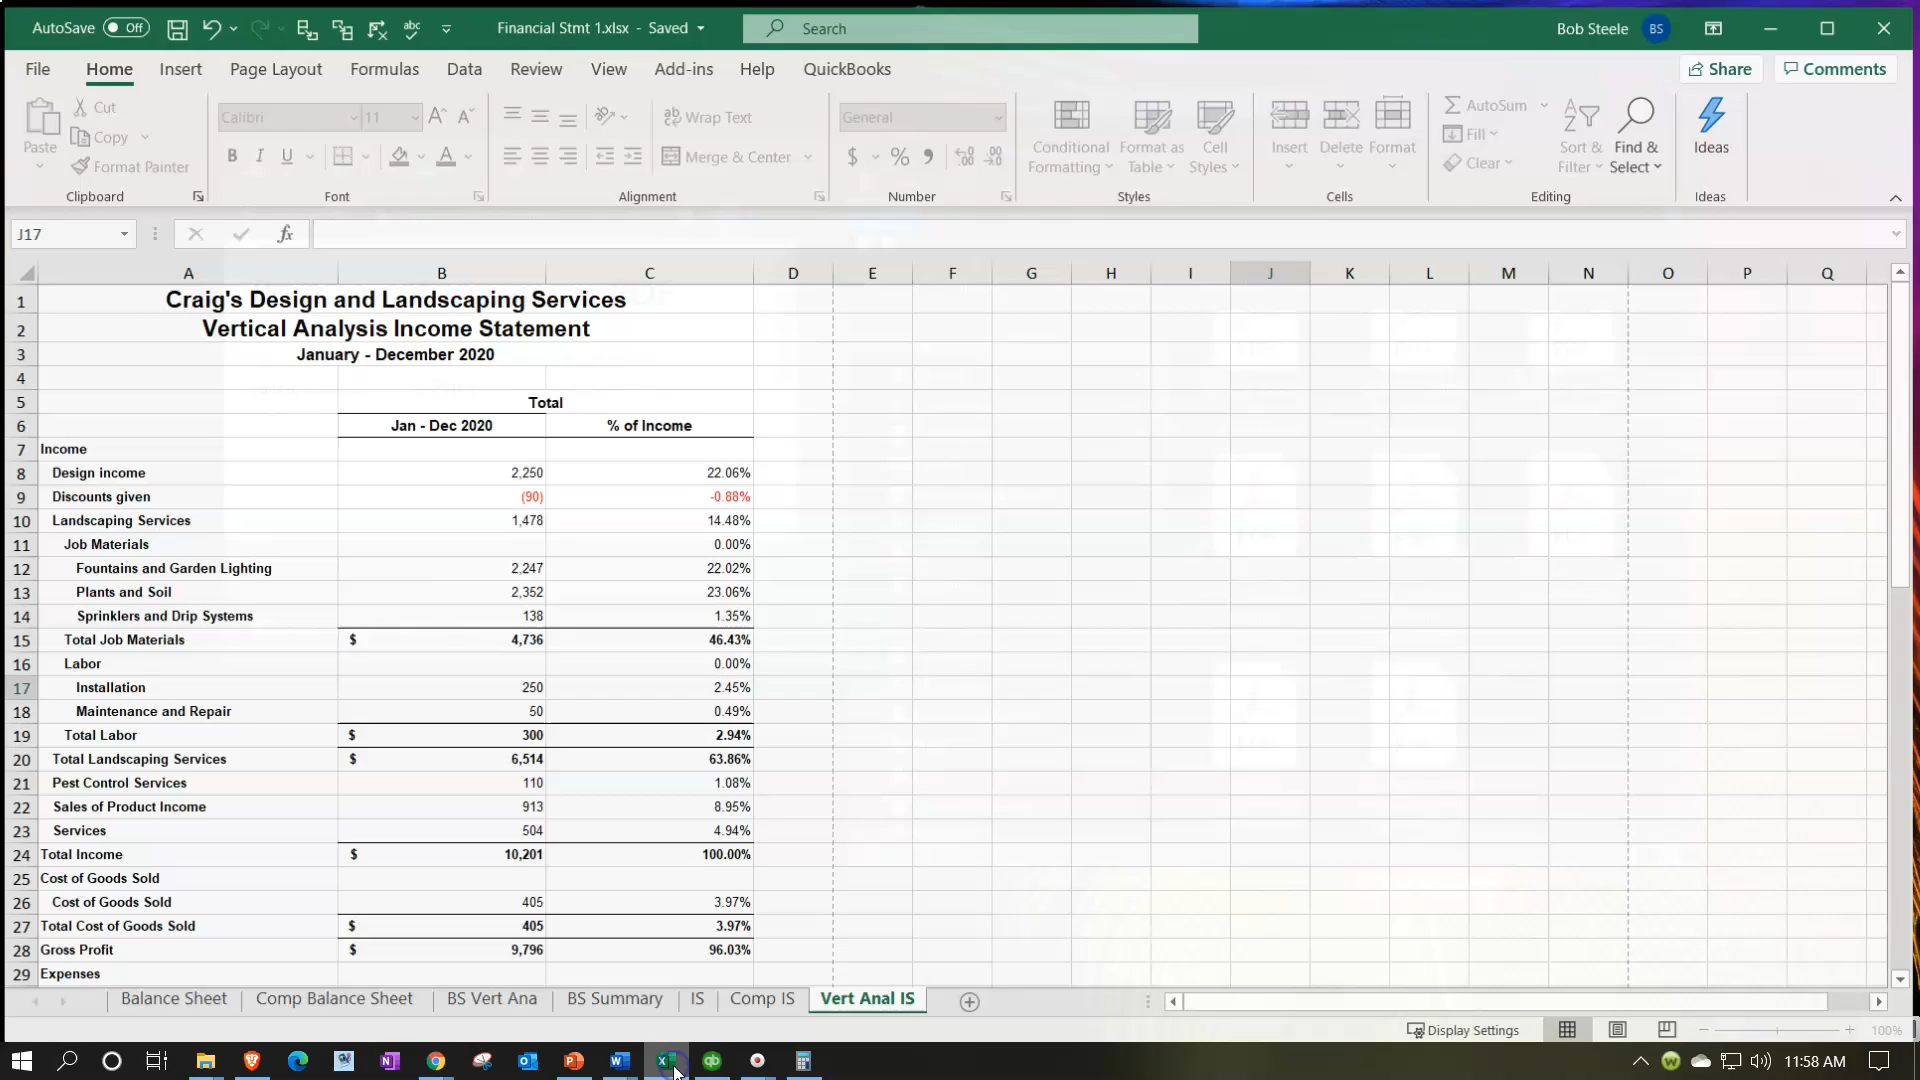 AutoSave Off Financial Stmt 1.xlsx - Saved Search Bob Steele BS
File Home Insert Page Layout Formulas Data Review View Add-ins Help QuickBooks Share Comments
Paste Cut Copy Format Painter Clipboard
Calibri 11 B I U A Font
Wrap Text Merge & Center Alignment
General $ % Number
Conditional Formatting Format as Table Cell Styles Styles
Insert Delete Format Cells
AutoSum Fill Clear Sort & Filter Find & Select Editing
Ideas Ideas
J17 fx
A B C D E F G H I J K L M N O P Q
1 Craig's Design and Landscaping Services
2 Vertical Analysis Income Statement
3 January - December 2020
4
5 Total
6 Jan - Dec 2020 % of Income
7 Income
8 Design income 2,250 22.06%
9 Discounts given (90) -0.88%
10 Landscaping Services 1,478 14.48%
11 Job Materials 0.00%
12 Fountains and Garden Lighting 2,247 22.02%
13 Plants and Soil 2,352 23.06%
14 Sprinklers and Drip Systems 138 1.35%
15 Total Job Materials $ 4,736 46.43%
16 Labor 0.00%
17 Installation 250 2.45%
18 Maintenance and Repair 50 0.49%
19 Total Labor $ 300 2.94%
20 Total Landscaping Services $ 6,514 63.86%
21 Pest Control Services 110 1.08%
22 Sales of Product Income 913 8.95%
23 Services 504 4.94%
24 Total Income $ 10,201 100.00%
25 Cost of Goods Sold
26 Cost of Goods Sold 405 3.97%
27 Total Cost of Goods Sold $ 405 3.97%
28 Gross Profit $ 9,796 96.03%
29 Expenses
Balance Sheet Comp Balance Sheet BS Vert Ana BS Summary IS Comp IS Vert Anal IS
Display Settings 100%
11:58 AM